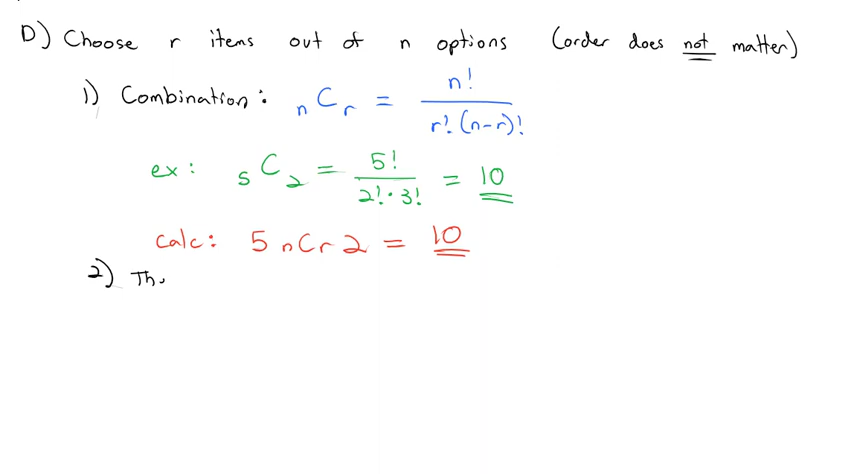 D) Choose r items out of n options (order does not matter)
1) Combination: nCr = n! / r!(n-r)!
ex: 5C2 = 5! / 2!·3! = 10
calc: 5 nCr 2 = 10
2) Th